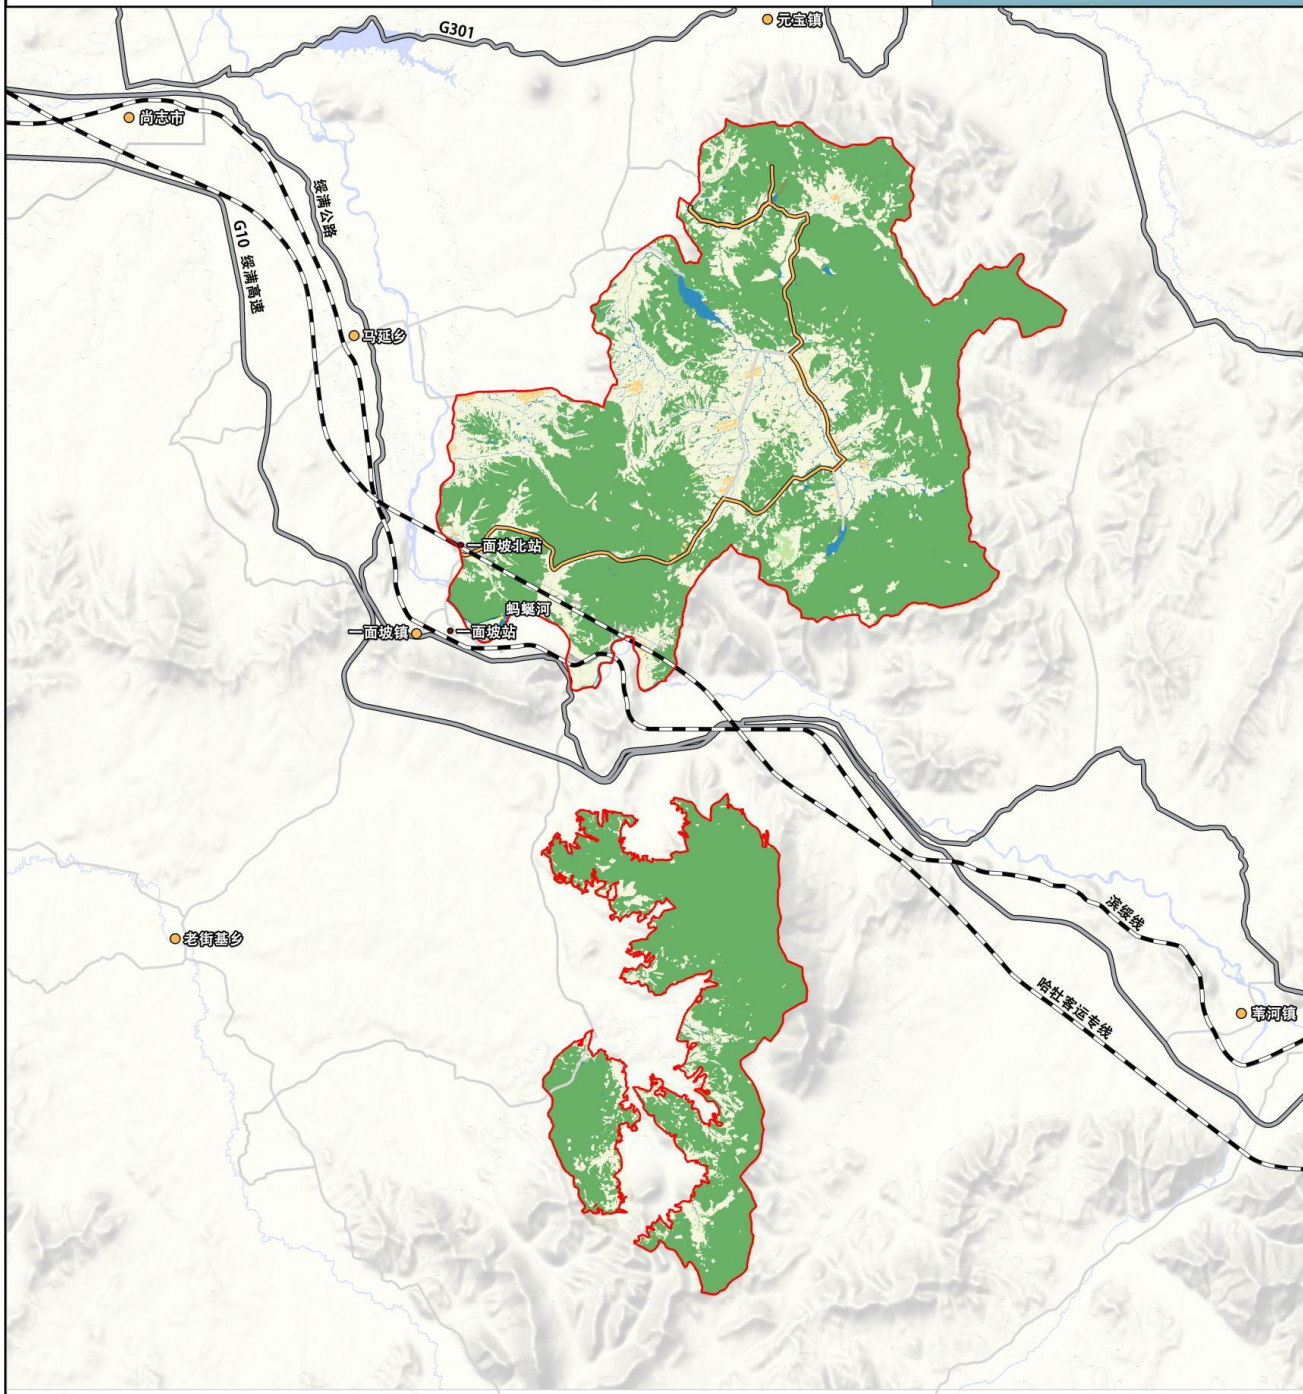 元宝镇
G301
尚志市
绥满公路
G10 绥满高速
马延乡
一面坡北站
蚂蜒河
一面坡镇
一面坡站
滨绥线
老街基乡
哈牡客运专线
苇河镇